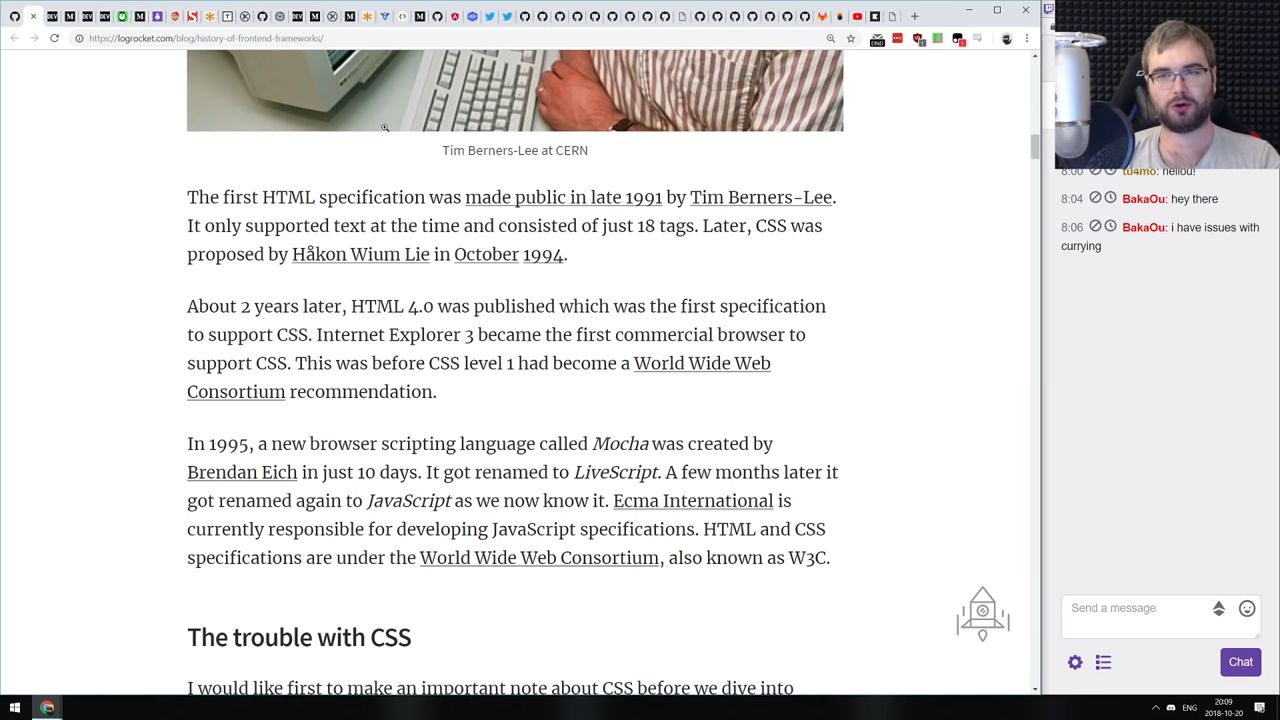 https://logrocket.com/blog/history-of-frontend-frameworks/
DND
1
1
Tim Berners-Lee at CERN
The first HTML specification was made public in late 1991 by Tim Berners-Lee.
It only supported text at the time and consisted of just 18 tags. Later, CSS was
proposed by Håkon Wium Lie in October 1994.
About 2 years later, HTML 4.0 was published which was the first specification
to support CSS. Internet Explorer 3 became the first commercial browser to
support CSS. This was before CSS level 1 had become a World Wide Web
Consortium recommendation.
In 1995, a new browser scripting language called Mocha was created by
Brendan Eich in just 10 days. It got renamed to LiveScript. A few months later it
got renamed again to JavaScript as we now know it. Ecma International is
currently responsible for developing JavaScript specifications. HTML and CSS
specifications are under the World Wide Web Consortium, also known as W3C.
The trouble with CSS
I would like first to make an important note about CSS before we dive into
8:00 tu4mo: hellou!
8:04 BakaOu: hey there
8:06 BakaOu: i have issues with
currying
Send a message
Chat
ENG
20:09
2018-10-20